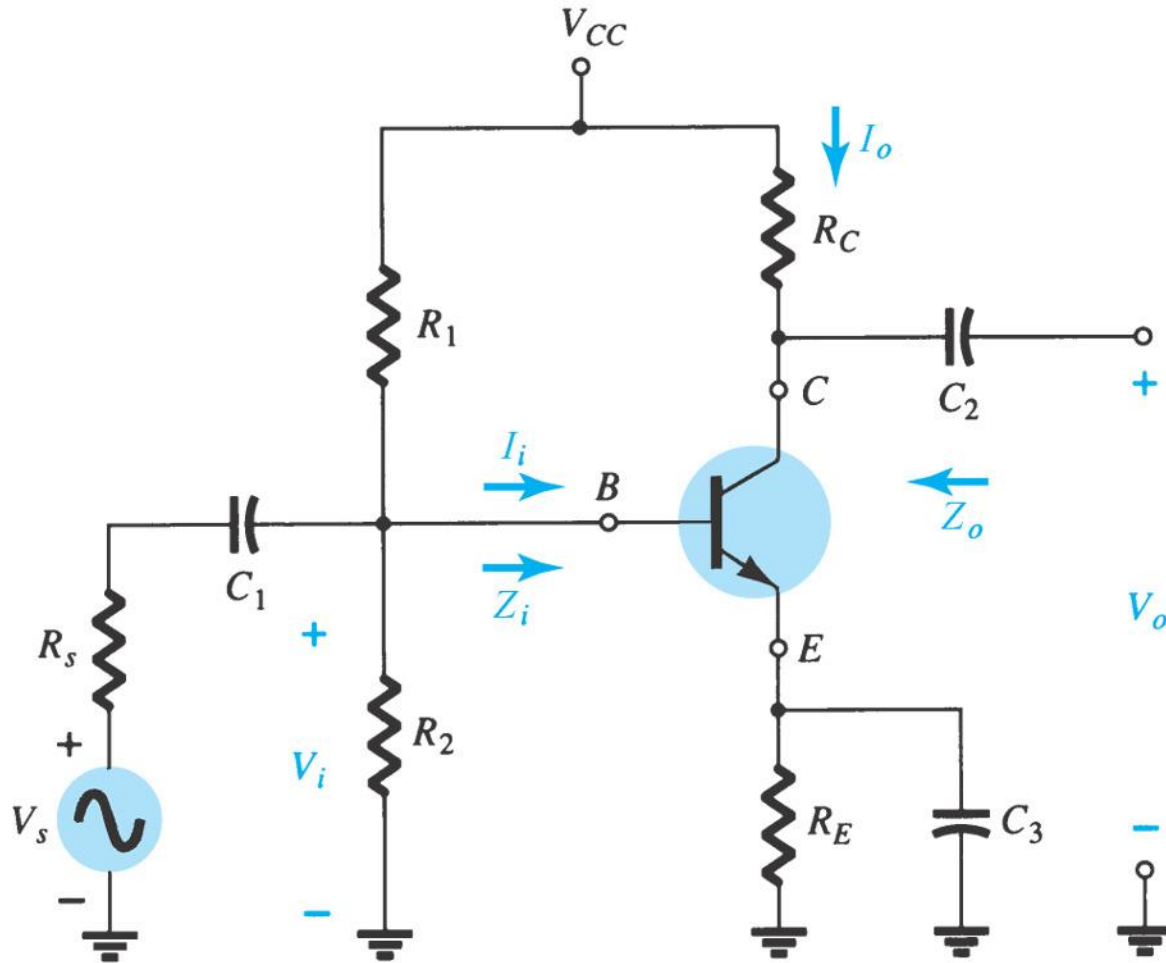 V_CC
I_o
R_C
R_1
C
C_2
+
I_i
B
Z_o
C_1
Z_i
R_s
+
E
V_o
+
R_2
V_i
V_s
R_E
C_3
−
−
−